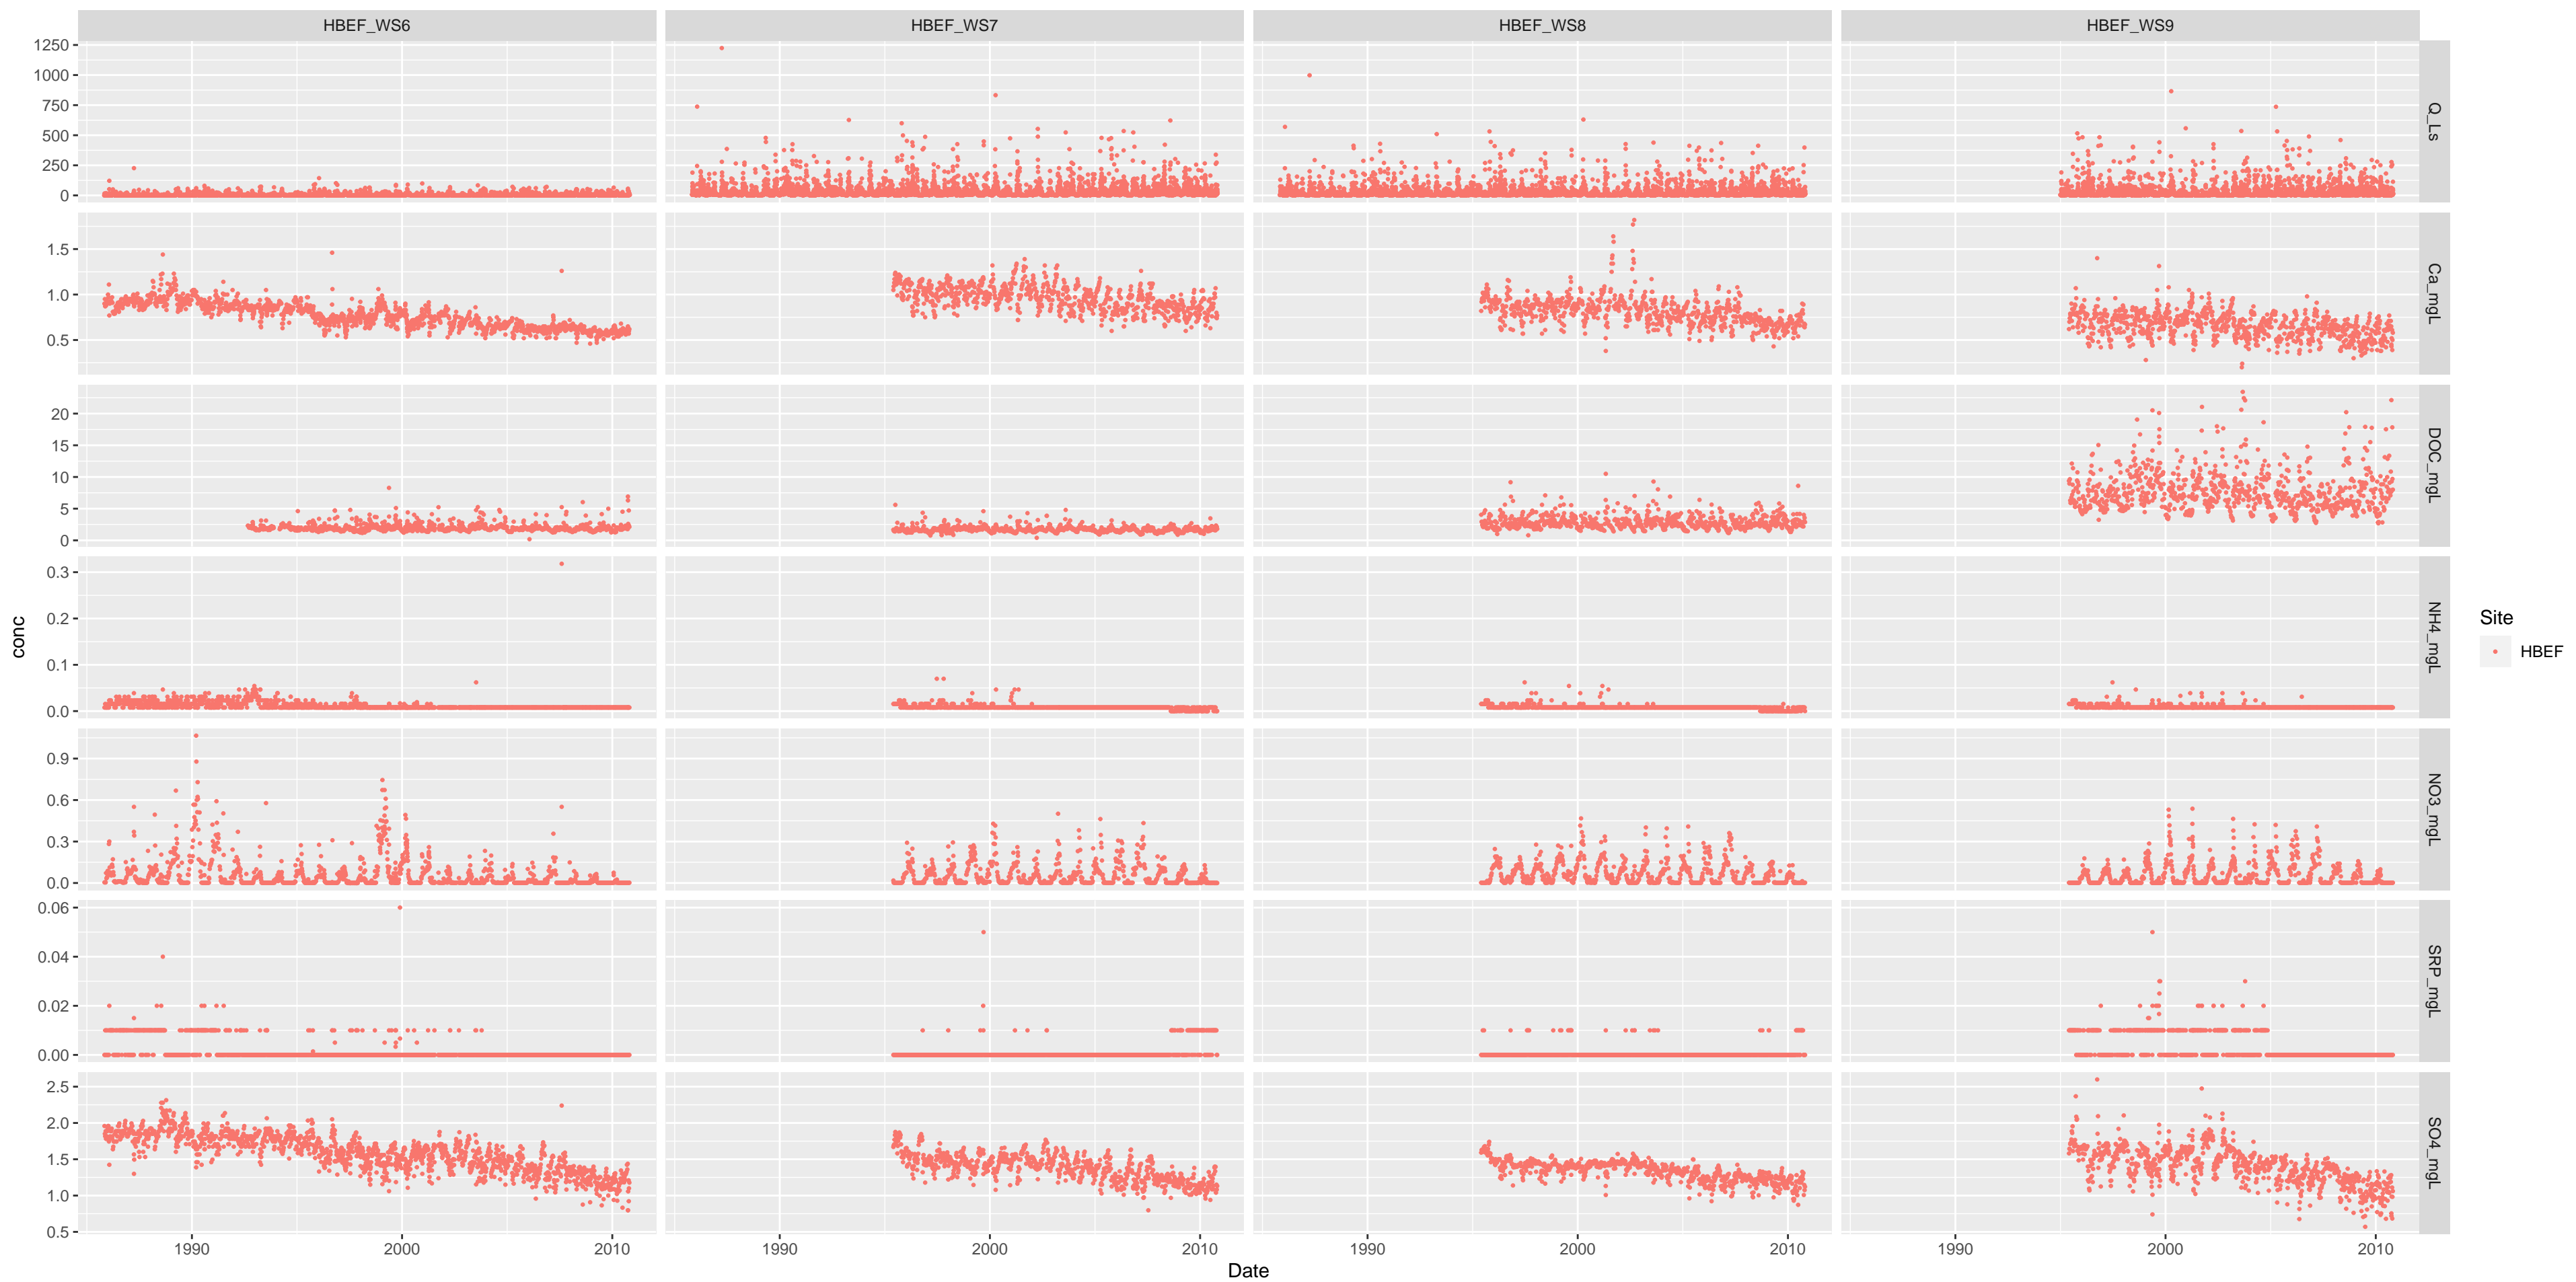 HBEF_WS6 HBEF_WS7 HBEF_WS8 HBEF_WS9
1250
1000
750
500
250
0
Q_Ls
1.5
1.0
0.5
Ca_mgL
20
15
10
5
0
DOC_mgL
0.3
0.2
0.1
0.0
NH4_mgL
0.9
0.6
0.3
0.0
NO3_mgL
0.06
0.04
0.02
0.00
SRP_mgL
2.5
2.0
1.5
1.0
0.5
SO4_mgL
1990 2000 2010 1990 2000 2010 1990 2000 2010 1990 2000 2010
Date
conc
Site
HBEF